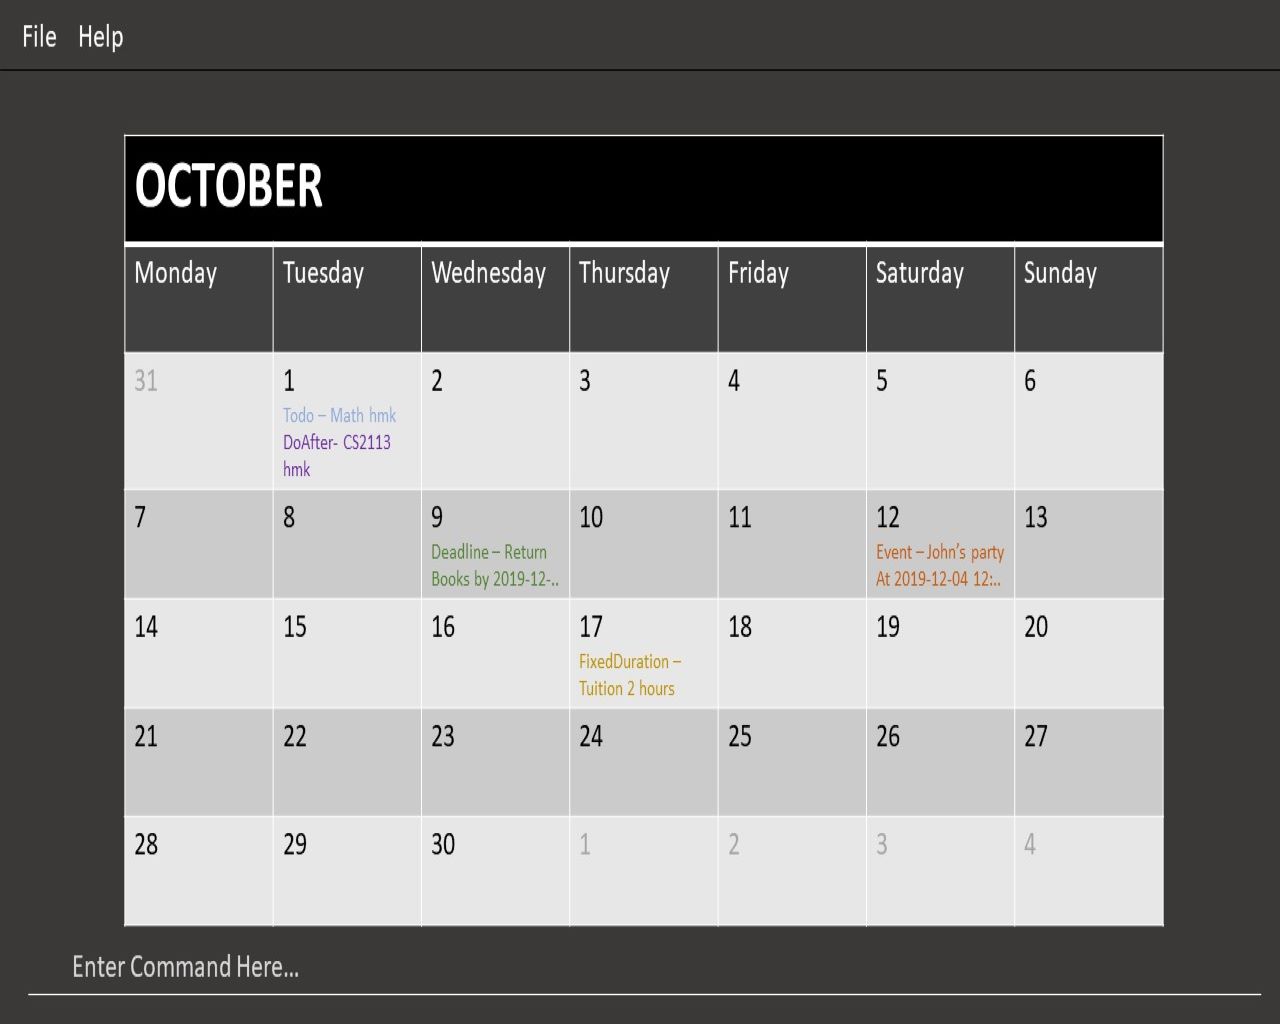 File Help
OCTOBER
Monday Tuesday Wednesday Thursday Friday Saturday Sunday
31 1 2 3 4 5 6
Todo – Math hmk
DoAfter- CS2113
hmk
7 8 9 10 11 12 13
Deadline – Return Event – John’s party
Books by 2019-12-.. At 2019-12-04 12:..
14 15 16 17 18 19 20
FixedDuration –
Tuition 2 hours
21 22 23 24 25 26 27
28 29 30 1 2 3 4
Enter Command Here...